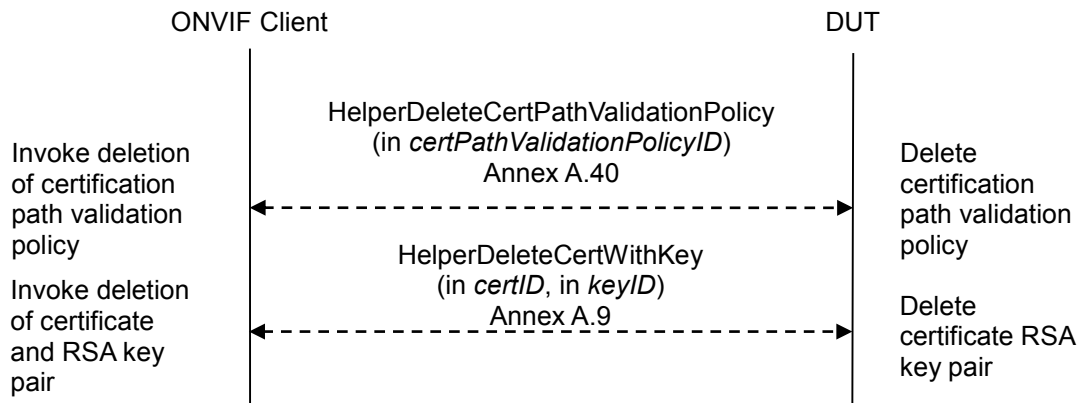 ONVIF Client
DUT
HelperDeleteCertPathValidationPolicy
(in certPathValidationPolicyID)
Annex A.40
Invoke deletion
of certification
path validation
policy
Delete
certification
path validation
policy
HelperDeleteCertWithKey
(in certID, in keyID)
Annex A.9
Invoke deletion
of certificate
and RSA key
pair
Delete
certificate RSA
key pair